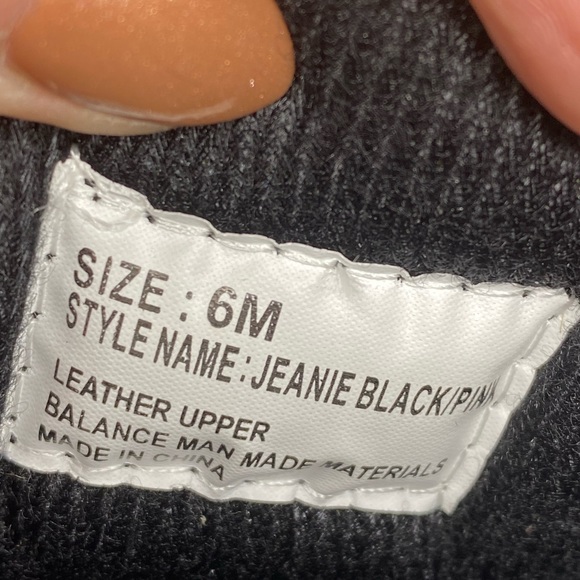 SIZE : 6M
STYLE NAME: JEANIE BLACK/PINK
LEATHER UPPER
BALANCE MAN MADE MATERIALS
MADE IN CHINA